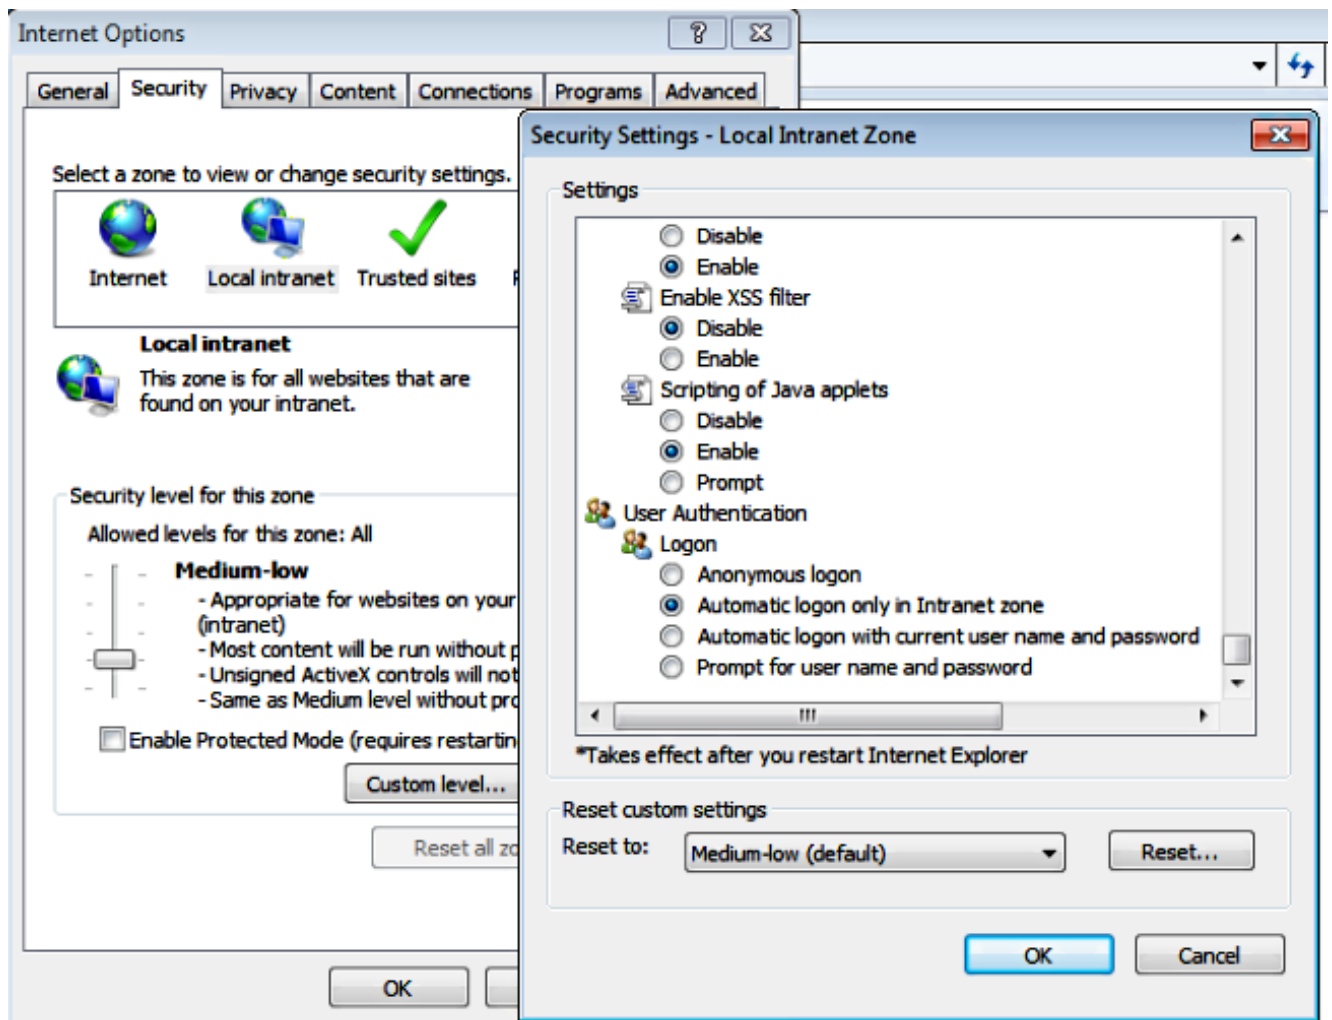 Internet Options
General Security Privacy Content Connections Programs Advanced
Select a zone to view or change security settings.
Internet Local intranet Trusted sites
Local intranet
This zone is for all websites that are
found on your intranet.
Security level for this zone
Allowed levels for this zone: All
Medium-low
- Appropriate for websites on your
(intranet)
- Most content will be run without
- Unsigned ActiveX controls will not
- Same as Medium level without
Enable Protected Mode (requires
Custom level...
Reset all
OK
Security Settings - Local Intranet Zone
Settings
Disable
Enable
Enable XSS filter
Disable
Enable
Scripting of Java applets
Disable
Enable
Prompt
User Authentication
Logon
Anonymous logon
Automatic logon only in Intranet zone
Automatic logon with current user name and password
Prompt for user name and password
*Takes effect after you restart Internet Explorer
Reset custom settings
Reset to: Medium-low (default) Reset...
OK Cancel